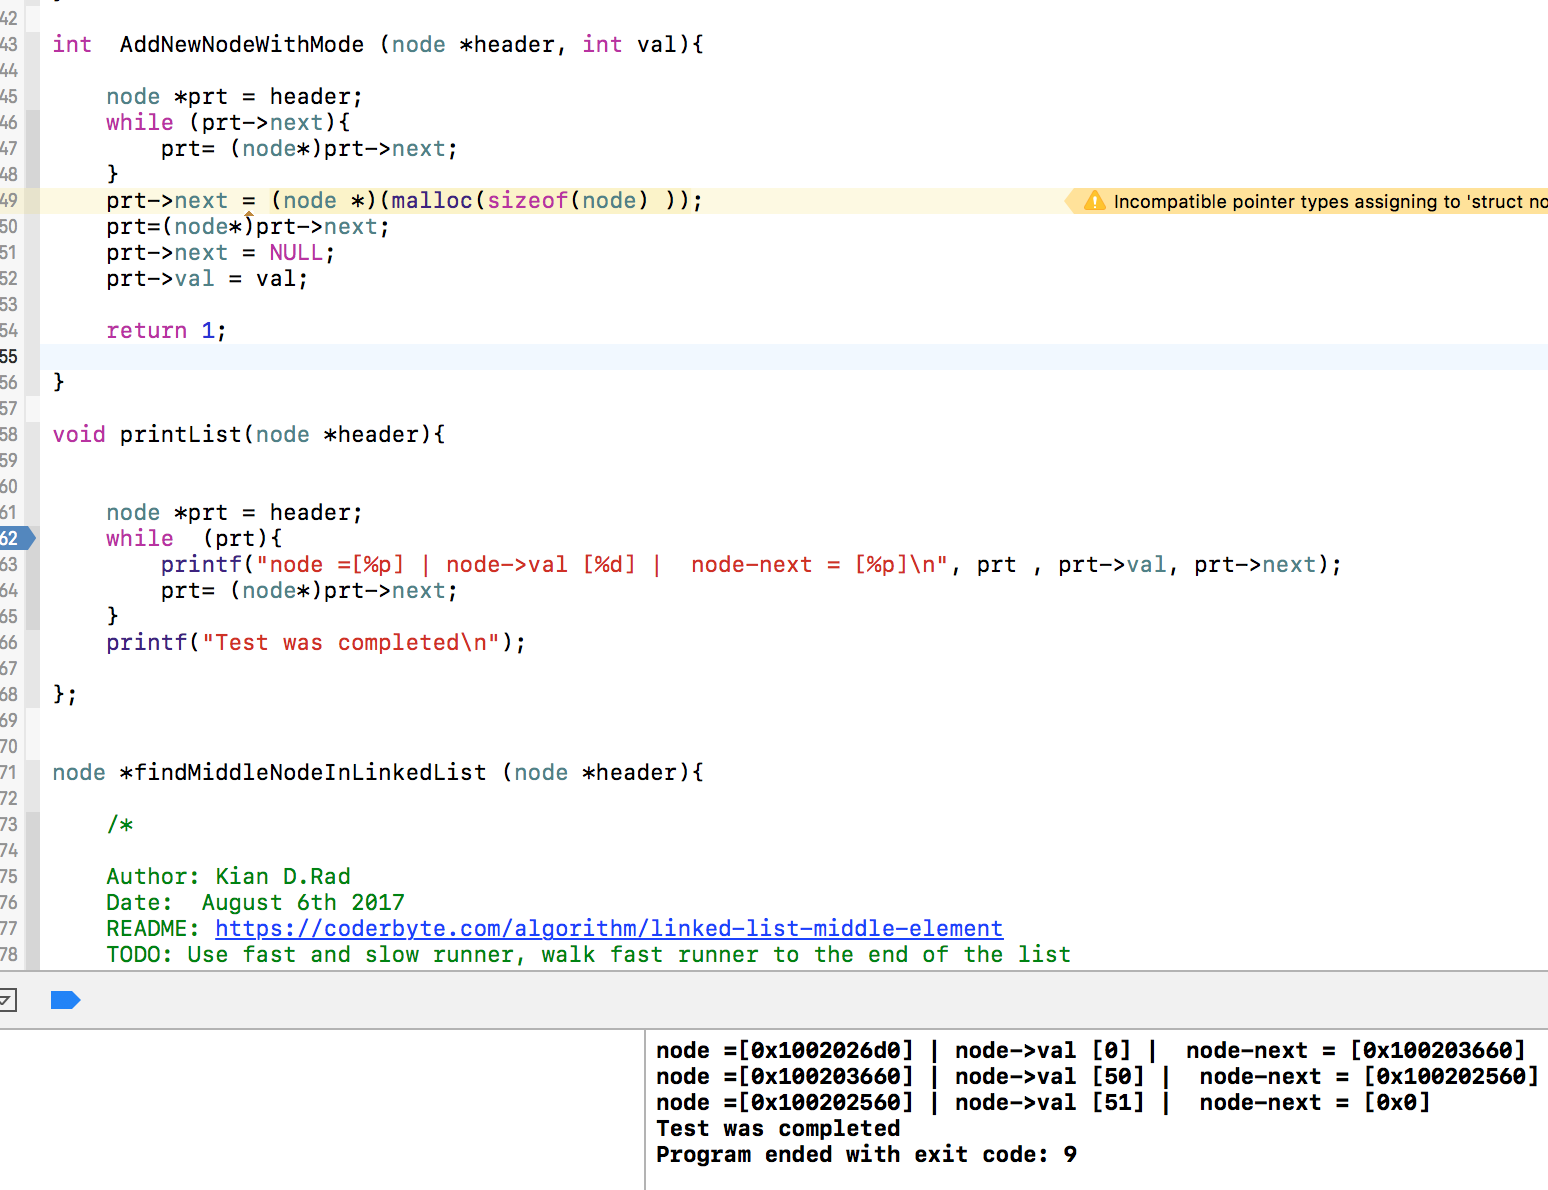 42
43 int  AddNewNodeWithMode (node *header, int val){
44
45     node *prt = header;
46     while (prt->next){
47         prt= (node*)prt->next;
48     }
49     prt->next = (node *)(malloc(sizeof(node) )); Incompatible pointer types assigning to 'struct no
50     prt=(node*)prt->next;
51     prt->next = NULL;
52     prt->val = val;
53
54     return 1;
55
56 }
57
58 void printList(node *header){
59
60
61     node *prt = header;
62     while  (prt){
63         printf("node =[%p] | node->val [%d] |  node-next = [%p]\n", prt , prt->val, prt->next);
64         prt= (node*)prt->next;
65     }
66     printf("Test was completed\n");
67
68 };
69
70
71 node *findMiddleNodeInLinkedList (node *header){
72
73     /*
74
75     Author: Kian D.Rad
76     Date:  August 6th 2017
77     README: https://coderbyte.com/algorithm/linked-list-middle-element
78     TODO: Use fast and slow runner, walk fast runner to the end of the list
node =[0x1002026d0] | node->val [0] |  node-next = [0x100203660]
node =[0x100203660] | node->val [50] |  node-next = [0x100202560]
node =[0x100202560] | node->val [51] |  node-next = [0x0]
Test was completed
Program ended with exit code: 9